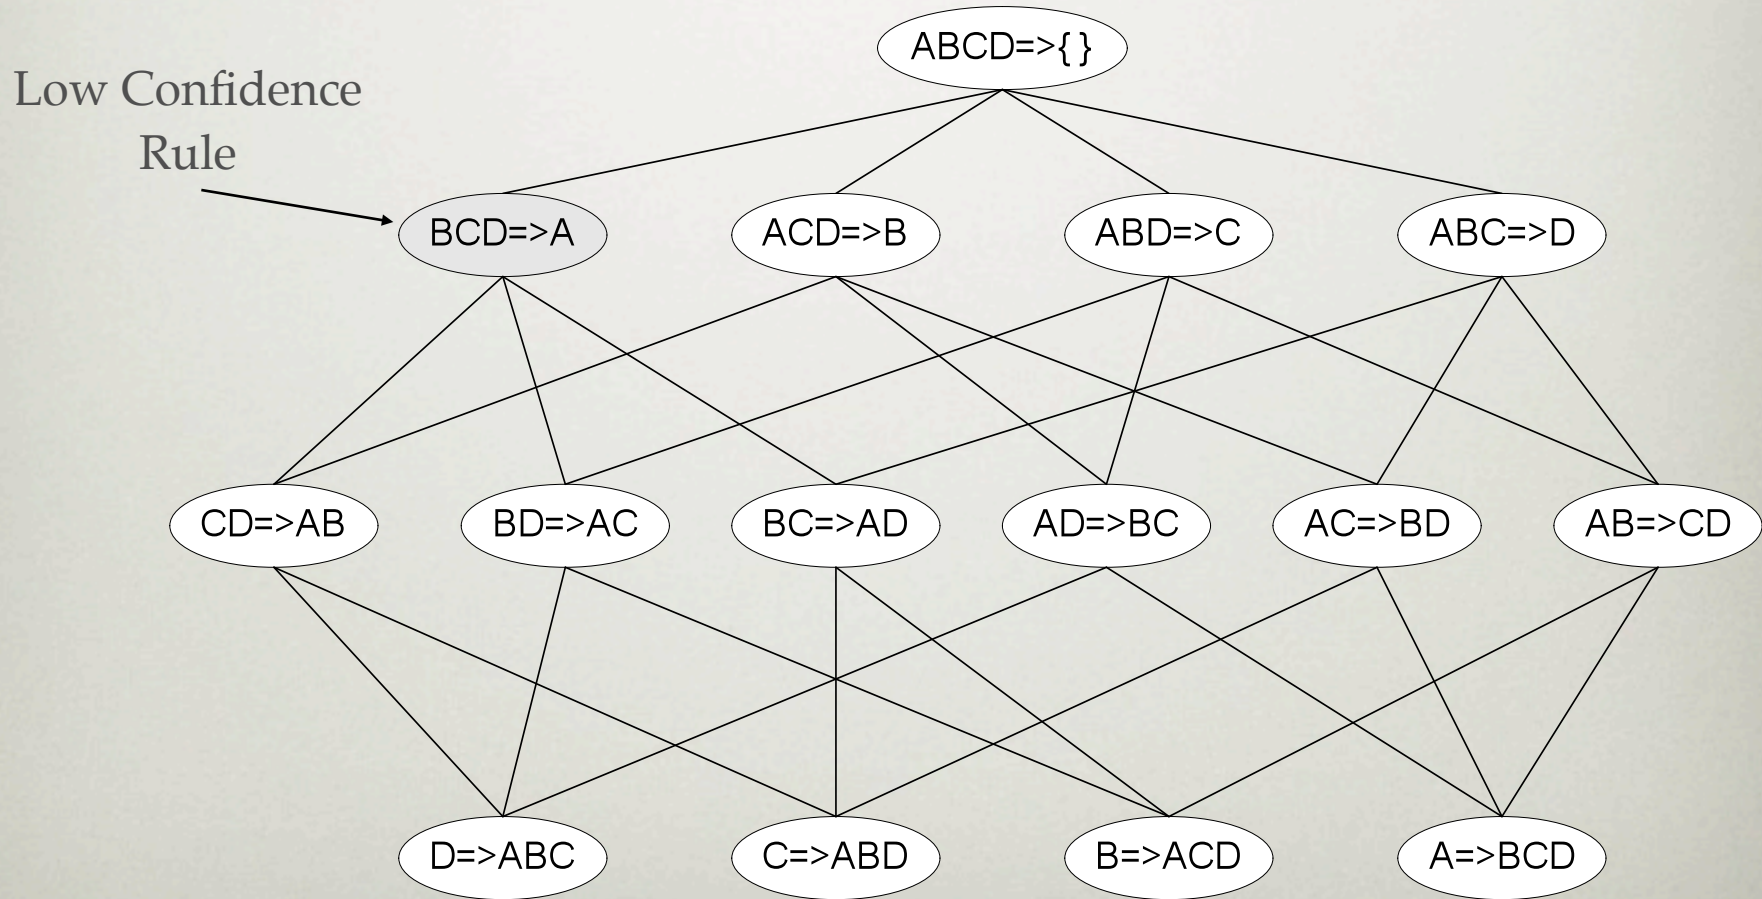 ABCD=>{ }
Low Confidence
Rule
BCD=>A
ACD=>B
ABD=>C
ABC=>D
CD=>AB
BD=>AC
BC=>AD
AD=>BC
AC=>BD
AB=>CD
D=>ABC
C=>ABD
B=>ACD
A=>BCD